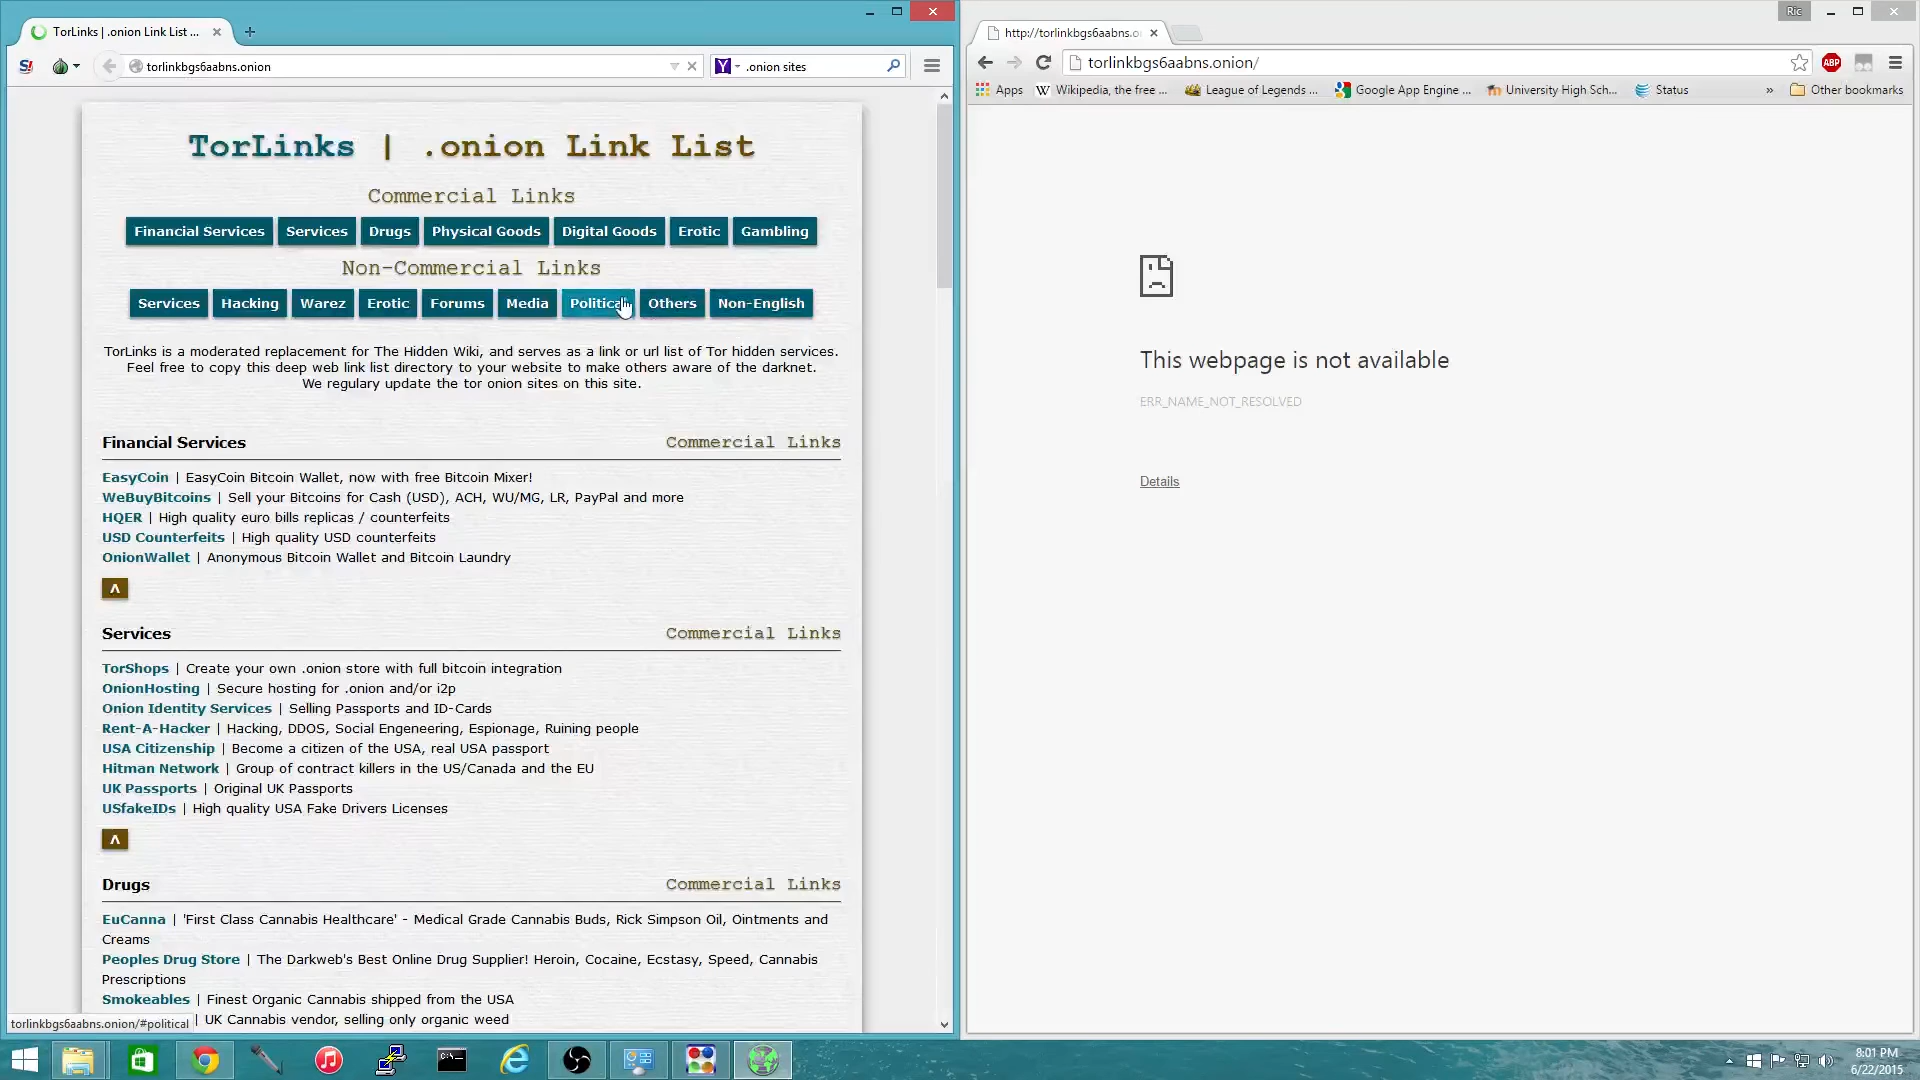 TorLinks | .onion Link List ...
torlinkbgs6aabns.onion
.onion sites
TorLinks | .onion Link List
Commercial Links
Financial Services Services Drugs Physical Goods Digital Goods Erotic Gambling
Non-Commercial Links
Services Hacking Warez Erotic Forums Media Political Others Non-English
TorLinks is a moderated replacement for The Hidden Wiki, and serves as a link or url list of Tor hidden services.
Feel free to copy this deep web link list directory to your website to make others aware of the darknet.
We regulary update the tor onion sites on this site.
Financial Services Commercial Links
EasyCoin | EasyCoin Bitcoin Wallet, now with free Bitcoin Mixer!
WeBuyBitcoins | Sell your Bitcoins for Cash (USD), ACH, WU/MG, LR, PayPal and more
HQER | High quality euro bills replicas / counterfeits
USD Counterfeits | High quality USD counterfeits
OnionWallet | Anonymous Bitcoin Wallet and Bitcoin Laundry
Λ
Services Commercial Links
TorShops | Create your own .onion store with full bitcoin integration
OnionHosting | Secure hosting for .onion and/or i2p
Onion Identity Services | Selling Passports and ID-Cards
Rent-A-Hacker | Hacking, DDOS, Social Engeneering, Espionage, Ruining people
USA Citizenship | Become a citizen of the USA, real USA passport
Hitman Network | Group of contract killers in the US/Canada and the EU
UK Passports | Original UK Passports
USfakeIDs | High quality USA Fake Drivers Licenses
Λ
Drugs Commercial Links
EuCanna | 'First Class Cannabis Healthcare' - Medical Grade Cannabis Buds, Rick Simpson Oil, Ointments and
Creams
Peoples Drug Store | The Darkweb's Best Online Drug Supplier! Heroin, Cocaine, Ecstasy, Speed, Cannabis
Prescriptions
Smokeables | Finest Organic Cannabis shipped from the USA
| UK Cannabis vendor, selling only organic weed
torlinkbgs6aabns.onion/#political
Ric
http://torlinkbgs6aabns.o
torlinkbgs6aabns.onion/
ABP
Apps Wikipedia, the free ... League of Legends ... Google App Engine ... University High Sch... Status » Other bookmarks
This webpage is not available
ERR_NAME_NOT_RESOLVED
Details
8:01 PM
6/22/2015